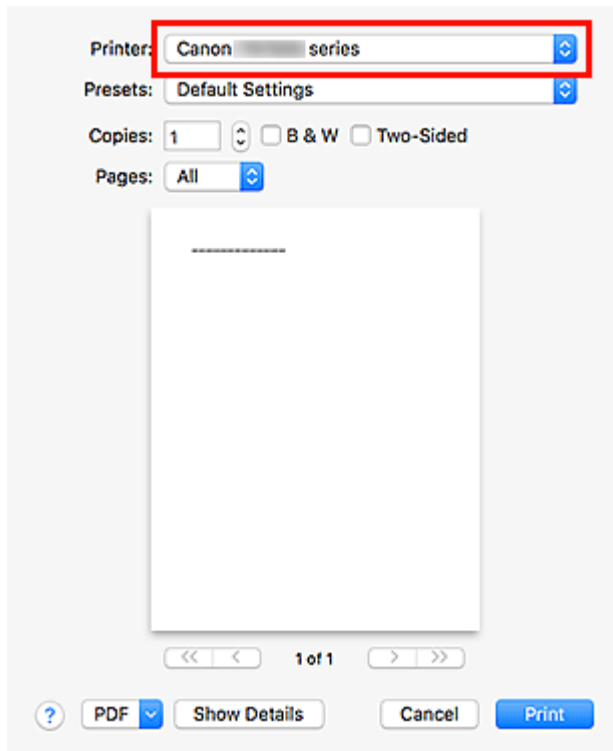 Printer: Canon series
Presets: Default Settings
Copies: 1 B & W Two-Sided
Pages: All
-------------
<< < 1 of 1 > >>
? PDF Show Details Cancel Print